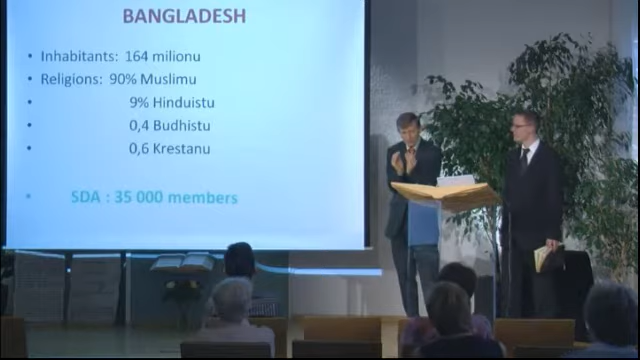 BANGLADESH
• Inhabitants: 164 milionu
• Religions: 90% Muslimu
• 9% Hinduistu
• 0,4 Budhistu
• 0,6 Krestanu
• SDA : 35 000 members